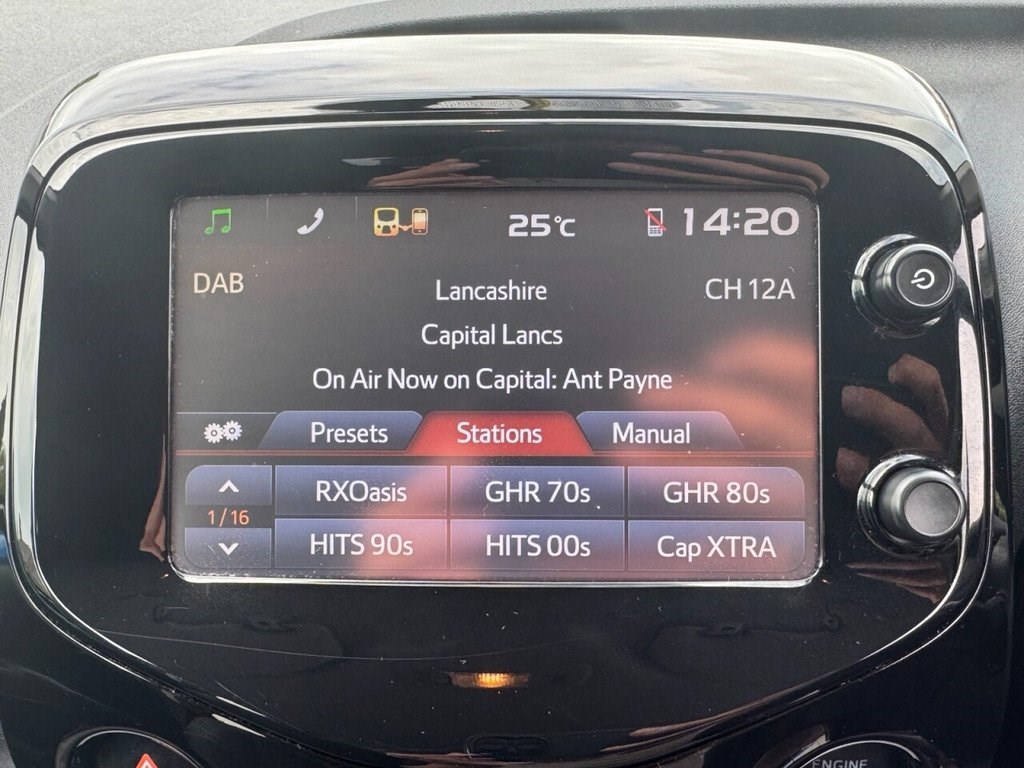 25°C 14:20
DAB Lancashire CH 12A
Capital Lancs
On Air Now on Capital: Ant Payne
Presets Stations Manual
RXOasis GHR 70s GHR 80s
1/16
HITS 90s HITS 00s Cap XTRA
ENGINE